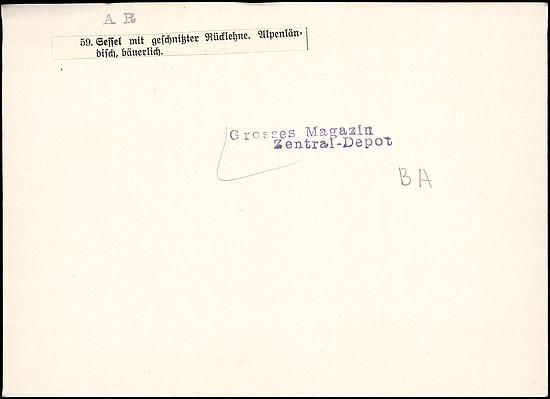 A R
59. Sessel mit geschnitzter Rücklehne. Alpenlän-
disch, bäuerlich.
Grosses Magazin
Zentral-Depot
BA